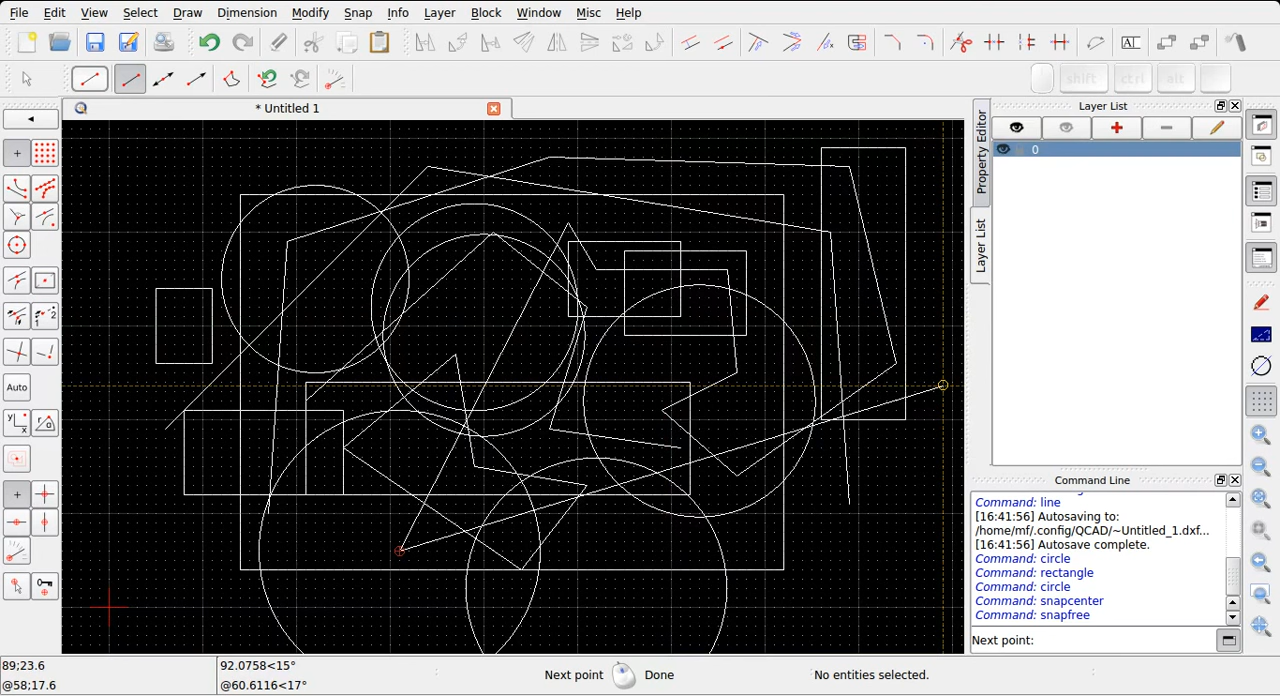 File Edit View Select Draw Dimension Modify Snap Info Layer Block Window Misc Help
shift ctrl alt
* Untitled 1
Layer List
0
Property Editor
Layer List
Auto
Command Line
Command: line
[16:41:56] Autosaving to:
/home/mf/.config/QCAD/~Untitled_1.dxf...
[16:41:56] Autosave complete.
Command: circle
Command: rectangle
Command: circle
Command: snapcenter
Command: snapfree
Next point:
89;23.6
@58;17.6
92.0758<15°
@60.6116<17°
Next point Done
No entities selected.